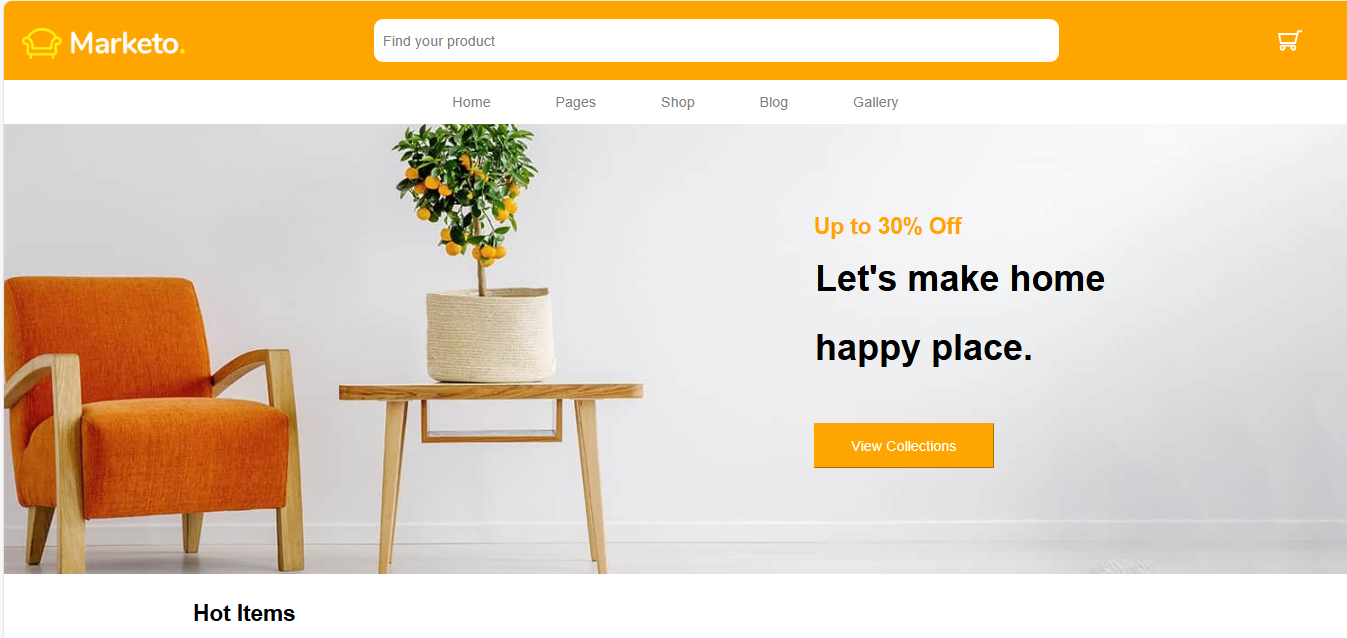 Marketo.
Find your product
Home Pages Shop Blog Gallery
Up to 30% Off
Let's make home
happy place.
View Collections
Hot Items